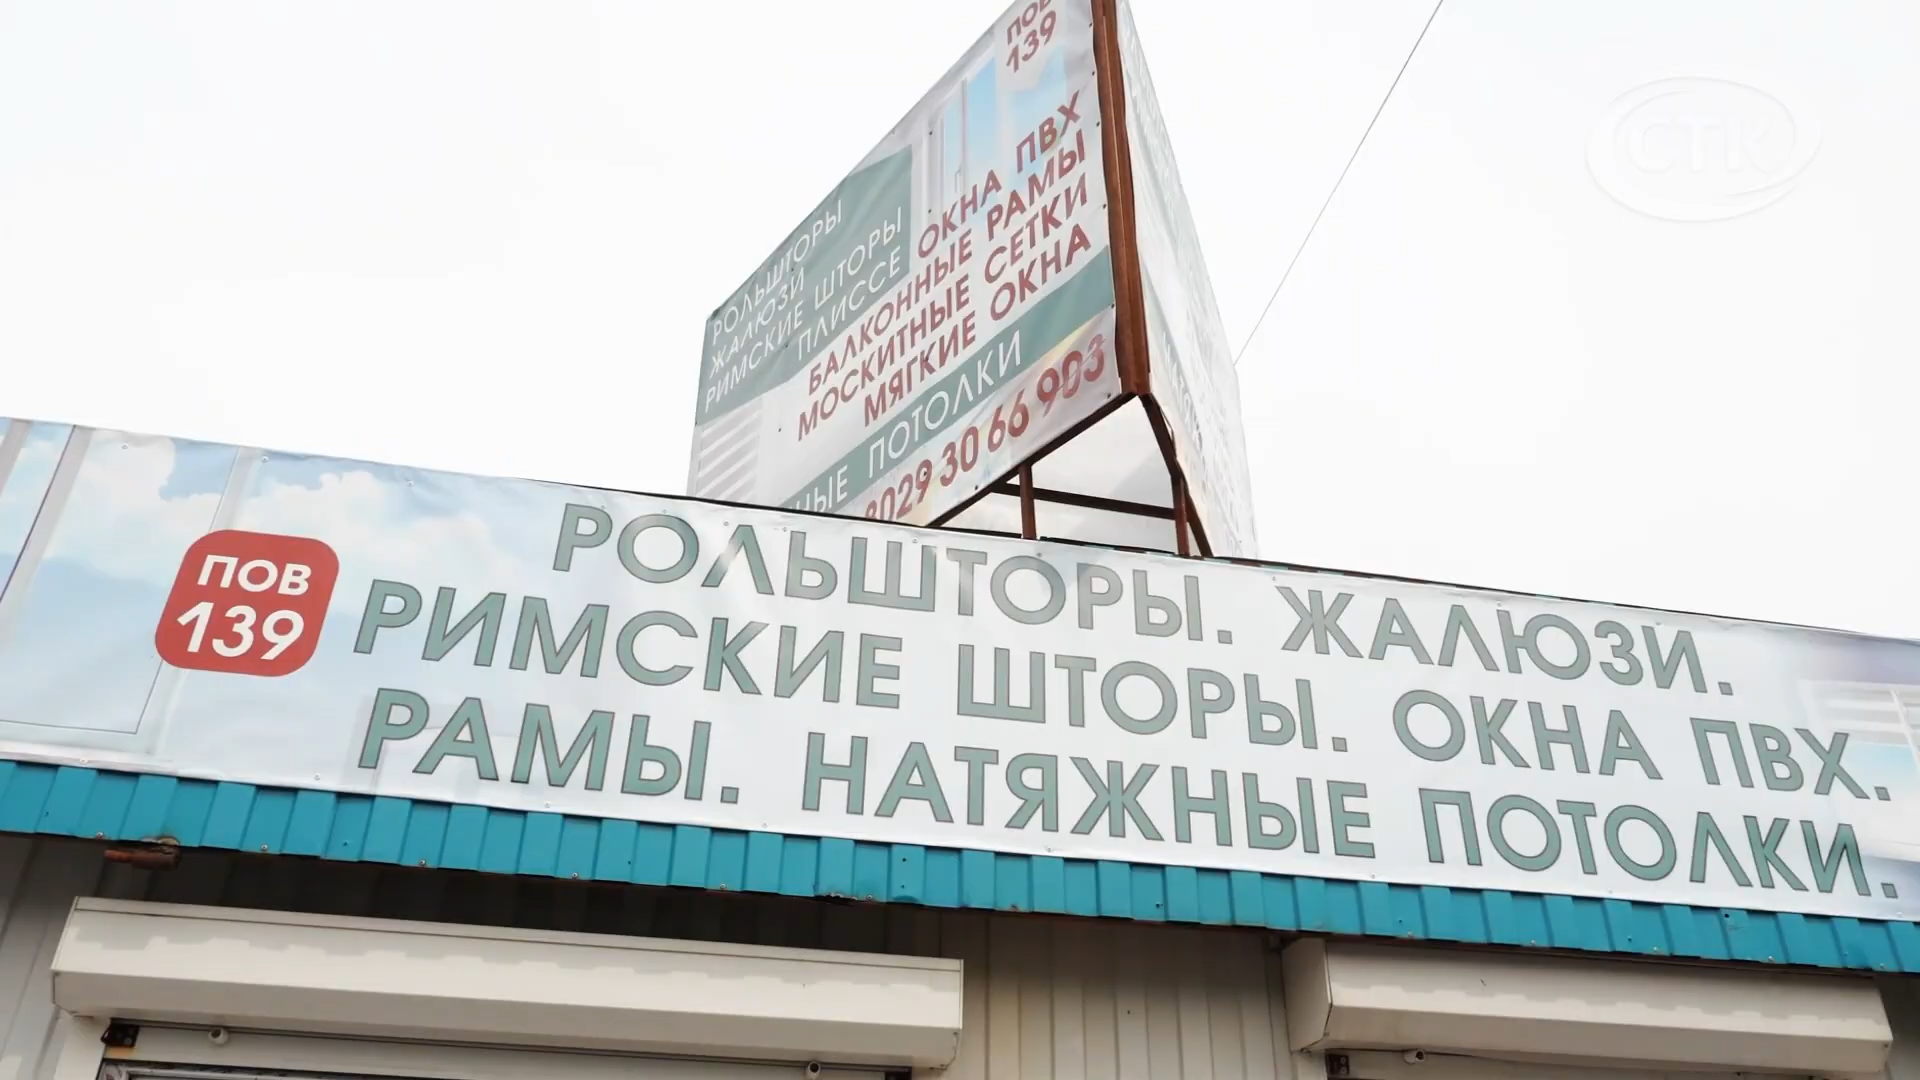 ПОВ
139
РОЛЬШТОРЫ
ЖАЛЮЗИ
РИМСКИЕ ШТОРЫ
ПЛИССЕ
ОКНА ПВХ
БАЛКОННЫЕ РАМЫ
МОСКИТНЫЕ СЕТКИ
МЯГКИЕ ОКНА
ПОТОЛКИ
8029 30 66 903
СТК
ПОВ
139
РОЛЬШТОРЫ. ЖАЛЮЗИ.
РИМСКИЕ ШТОРЫ. ОКНА ПВХ.
РАМЫ. НАТЯЖНЫЕ ПОТОЛКИ.